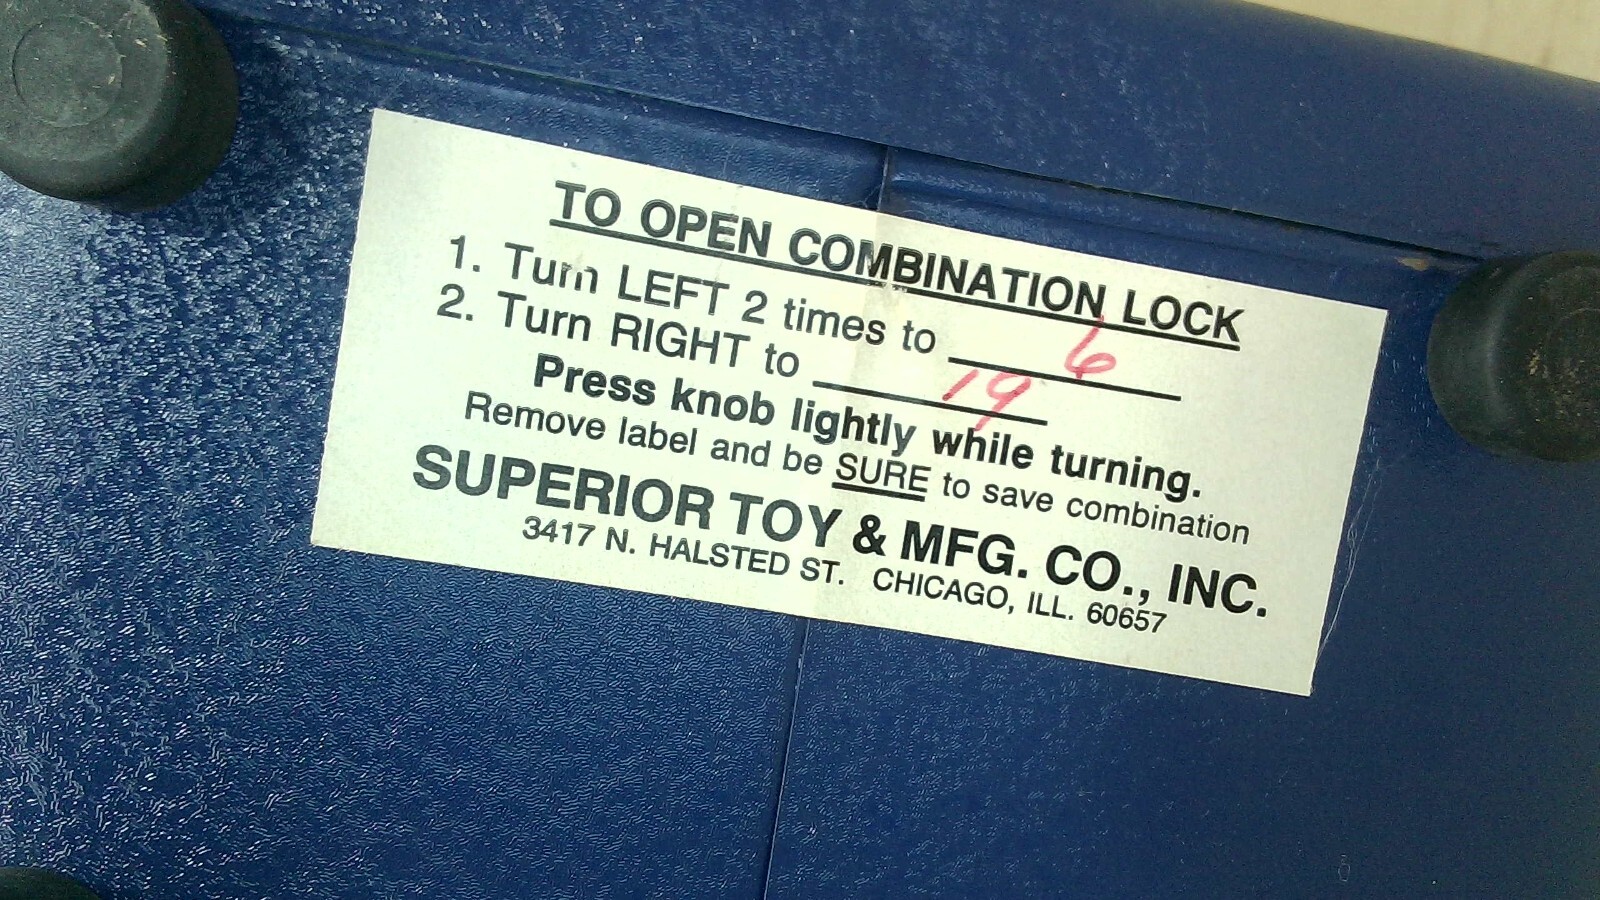 TO OPEN COMBINATION LOCK
1. Turn LEFT 2 times to 6
2. Turn RIGHT to 19
Press knob lightly while turning.
Remove label and be SURE to save combination
SUPERIOR TOY & MFG. CO., INC.
3417 N. HALSTED ST. CHICAGO, ILL. 60657